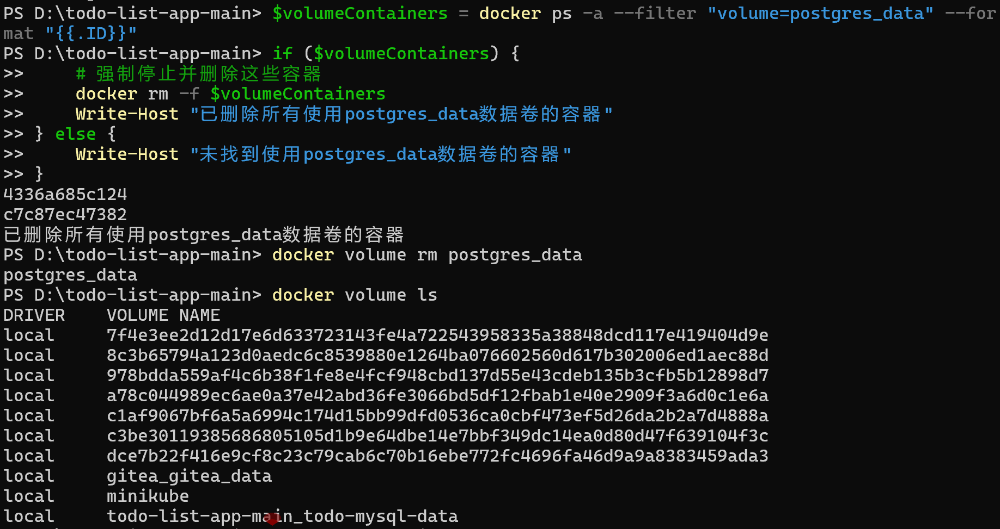 PS D:\todo-list-app-main> $volumeContainers = docker ps -a --filter "volume=postgres_data" --for
mat "{{.ID}}"
PS D:\todo-list-app-main> if ($volumeContainers) {
>>     # 强制停止并删除这些容器
>>     docker rm -f $volumeContainers
>>     Write-Host "已删除所有使用postgres_data数据卷的容器"
>> } else {
>>     Write-Host "未找到使用postgres_data数据卷的容器"
>> }
4336a685c124
c7c87ec47382
已删除所有使用postgres_data数据卷的容器
PS D:\todo-list-app-main> docker volume rm postgres_data
postgres_data
PS D:\todo-list-app-main> docker volume ls
DRIVER    VOLUME NAME
local     7f4e3ee2d12d17e6d633723143fe4a722543958335a38848dcd117e419404d9e
local     8c3b65794a123d0aedc6c8539880e1264ba076602560d617b302006ed1aec88d
local     978bdda559af4c6b38f1fe8e4fcf948cbd137d55e43cdeb135b3cfb5b12898d7
local     a78c044989ec6ae0a37e42abd36fe3066bd5df12fbab1e40e2909f3a6d0c1e6a
local     c1af9067bf6a5a6994c174d15bb99dfd0536ca0cbf473ef5d26da2b2a7d4888a
local     c3be30119385686805105d1b9e64dbe14e7bbf349dc14ea0d80d47f639104f3c
local     dce7b22f416e9cf8c23c79cab6c70b16ebe772fc4696fa46d9a9a8383459ada3
local     gitea_gitea_data
local     minikube
local     todo-list-app-main_todo-mysql-data